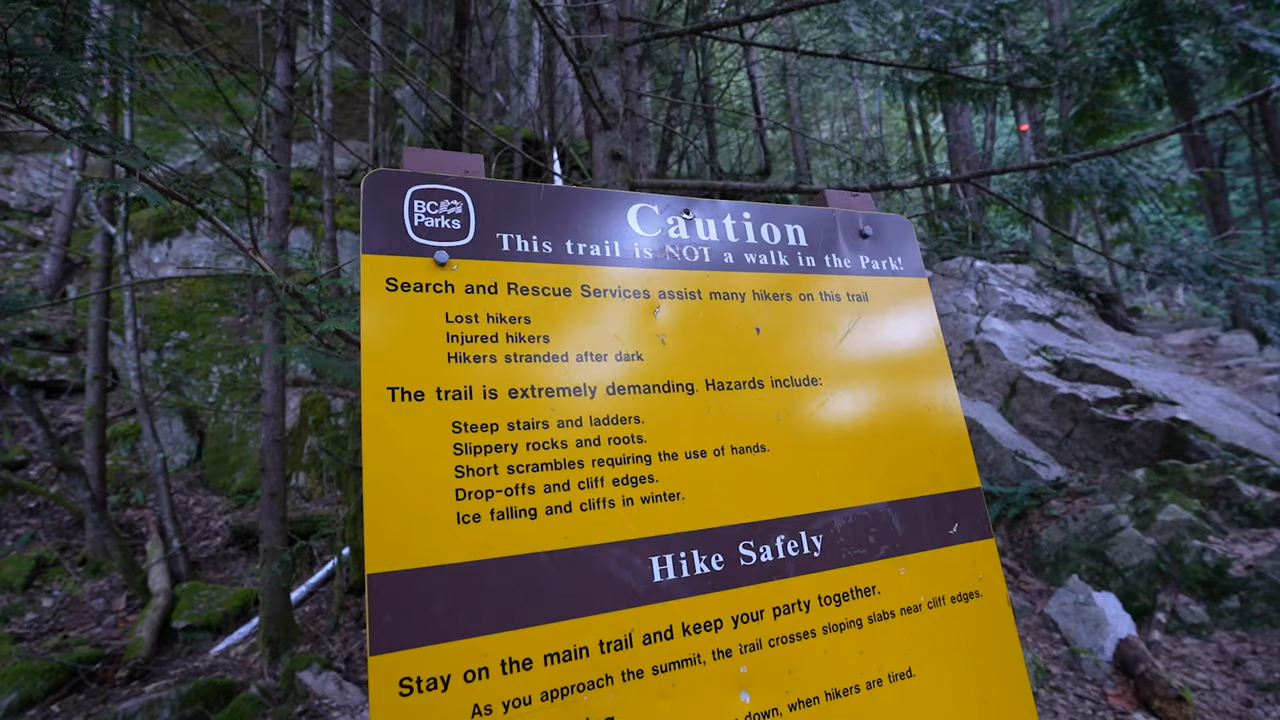 BC
Parks
Caution
This trail is NOT a walk in the Park!
Search and Rescue Services assist many hikers on this trail
Lost hikers
Injured hikers
Hikers stranded after dark
The trail is extremely demanding. Hazards include:
Steep stairs and ladders.
Slippery rocks and roots.
Short scrambles requiring the use of hands.
Drop-offs and cliff edges.
Ice falling and cliffs in winter.
Hike Safely
Stay on the main trail and keep your party together.
As you approach the summit, the trail crosses sloping slabs near cliff edges.
down, when hikers are tired.